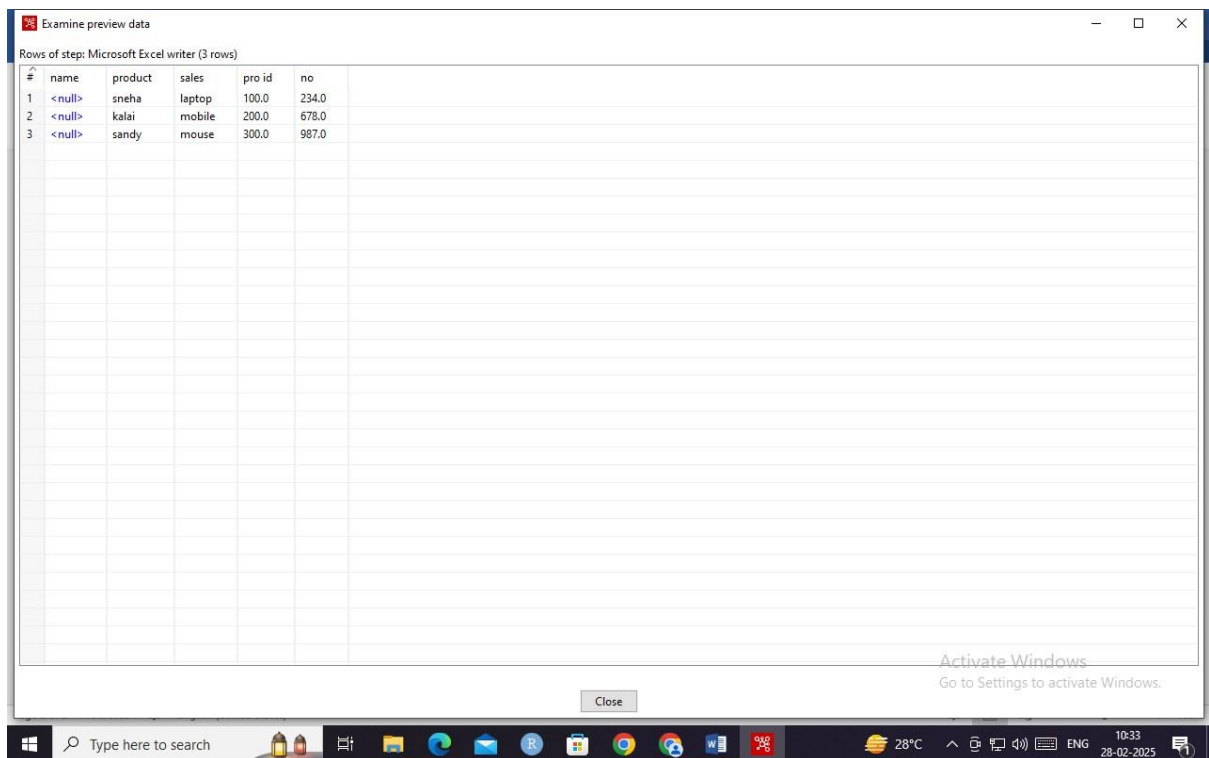 Examine preview data
Rows of step: Microsoft Excel writer (3 rows)
# name product sales pro id no
1 <null> sneha laptop 100.0 234.0
2 <null> kalai mobile 200.0 678.0
3 <null> sandy mouse 300.0 987.0
Activate Windows
Go to Settings to activate Windows.
Close
Type here to search R W 28°C ENG 10:33
28-02-2025 1